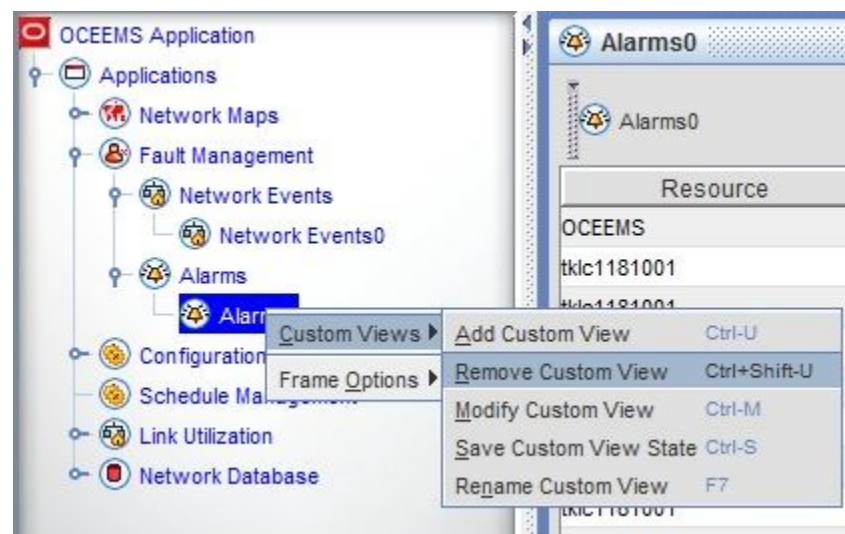 OCEEMS Application
Applications
Network Maps
Fault Management
Network Events
Network Events0
Alarms
Configuration
Schedule
Link Utilization
Network Database
Custom Views
Frame Options
Add Custom View Ctrl-U
Remove Custom View Ctrl+Shift-U
Modify Custom View Ctrl-M
Save Custom View State Ctrl-S
Rename Custom View F7
Alarms0
Alarms0
Resource
OCEEMS
tklc1181001
tklc1181001
tklc1181001